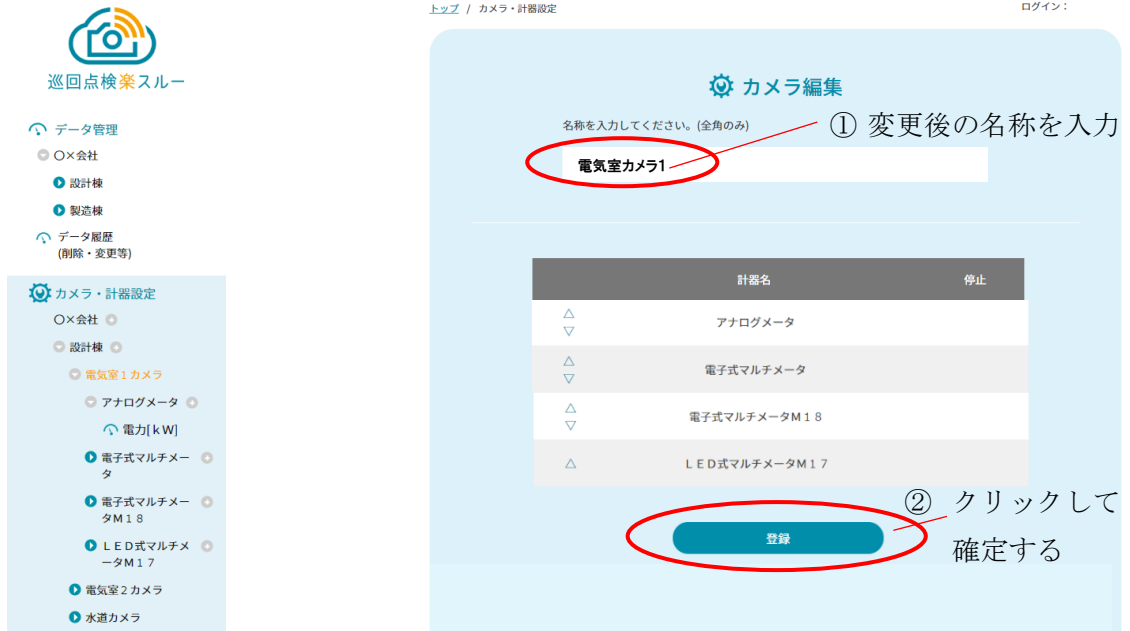 巡回点検楽スルー
データ管理
〇×会社
設計棟
製造棟
データ履歴
(削除・変更等)
カメラ・計器設定
〇×会社
設計棟
電気室１カメラ
アナログメータ
電力[ｋW]
電子式マルチメー
タ
電子式マルチメー
タＭ１８
ＬＥＤ式マルチメ
ータＭ１７
電気室２カメラ
水道カメラ
トップ / カメラ・計器設定
ログイン：
カメラ編集
名称を入力してください。(全角のみ)
① 変更後の名称を入力
電気室カメラ1
計器名 停止
△
▽
アナログメータ
△
▽
電子式マルチメータ
△
▽
電子式マルチメータＭ１８
△ ＬＥＤ式マルチメータＭ１７
② クリックして
確定する
登録